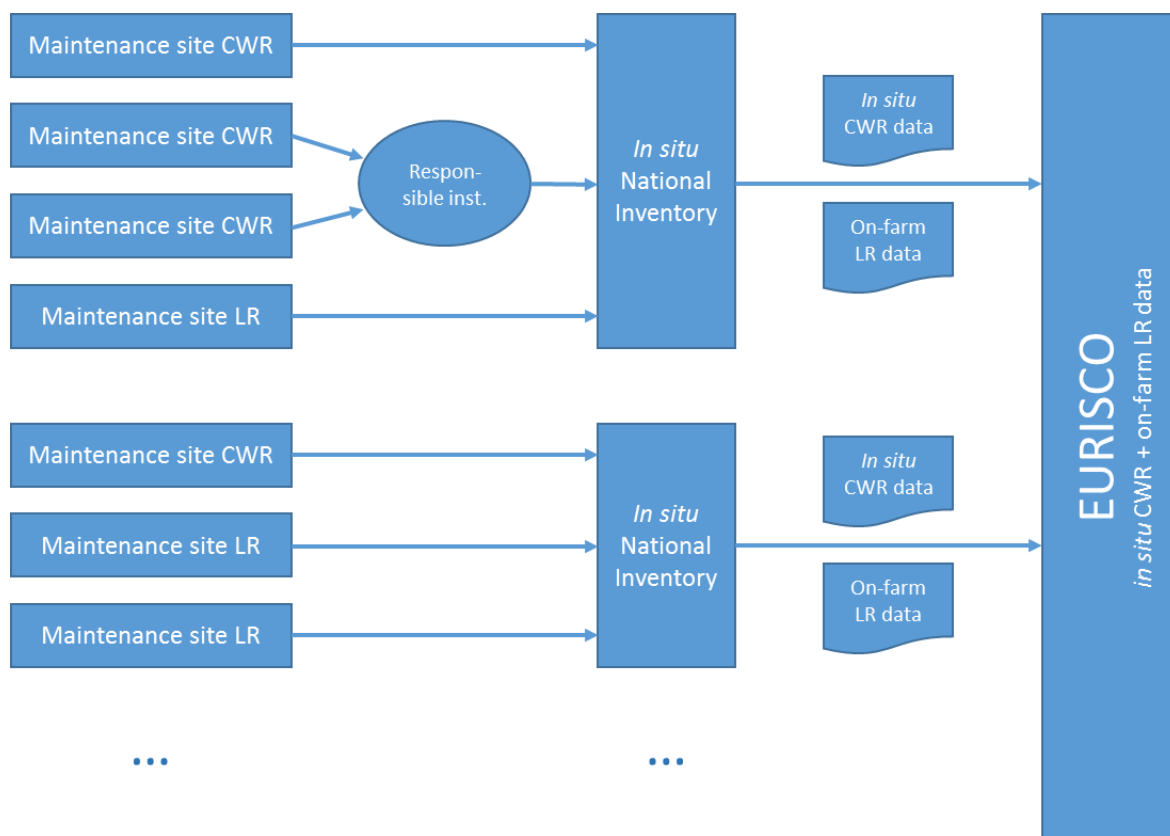 Maintenance site CWR
Maintenance site CWR
Maintenance site CWR
Maintenance site LR
Respon-
sible inst.
In situ
National
Inventory
In situ
CWR data
On-farm
LR data
Maintenance site CWR
Maintenance site LR
Maintenance site LR
In situ
National
Inventory
In situ
CWR data
On-farm
LR data
EURISCO
in situ CWR + on-farm LR data
...
...